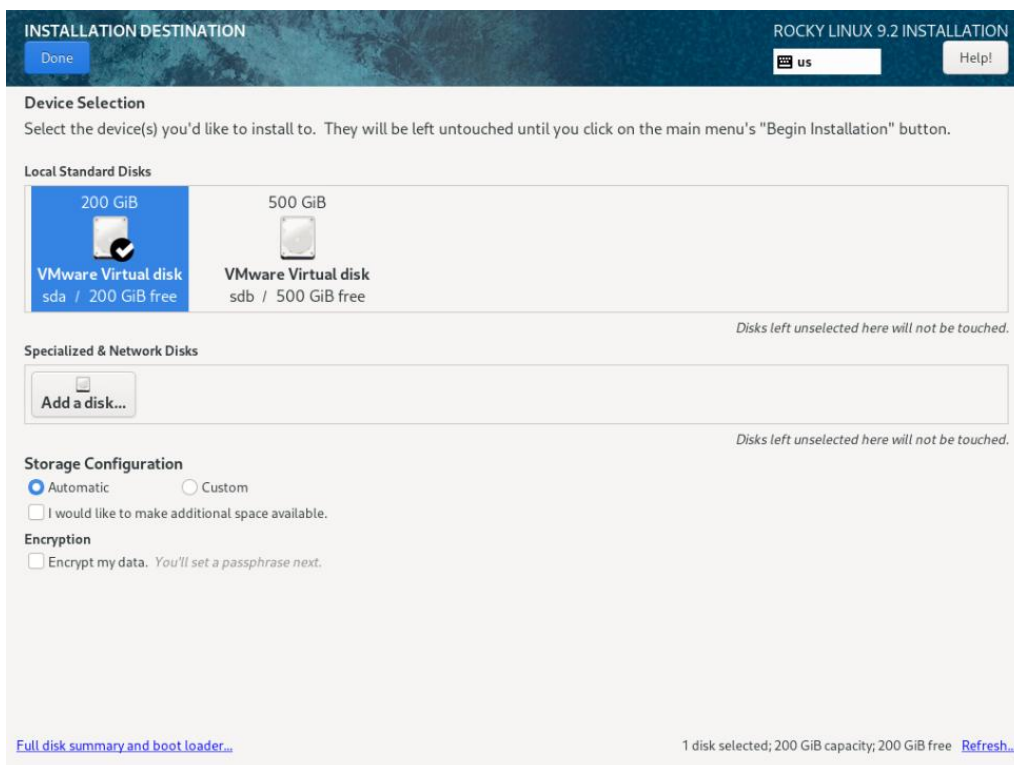 INSTALLATION DESTINATION
ROCKY LINUX 9.2 INSTALLATION
Done
us
Help!
Device Selection
Select the device(s) you'd like to install to. They will be left untouched until you click on the main menu's "Begin Installation" button.
Local Standard Disks
200 GiB
VMware Virtual disk
sda / 200 GiB free
500 GiB
VMware Virtual disk
sdb / 500 GiB free
Disks left unselected here will not be touched.
Specialized & Network Disks
Add a disk...
Disks left unselected here will not be touched.
Storage Configuration
Automatic
Custom
I would like to make additional space available.
Encryption
Encrypt my data. You'll set a passphrase next.
Full disk summary and boot loader...
1 disk selected; 200 GiB capacity; 200 GiB free Refresh..